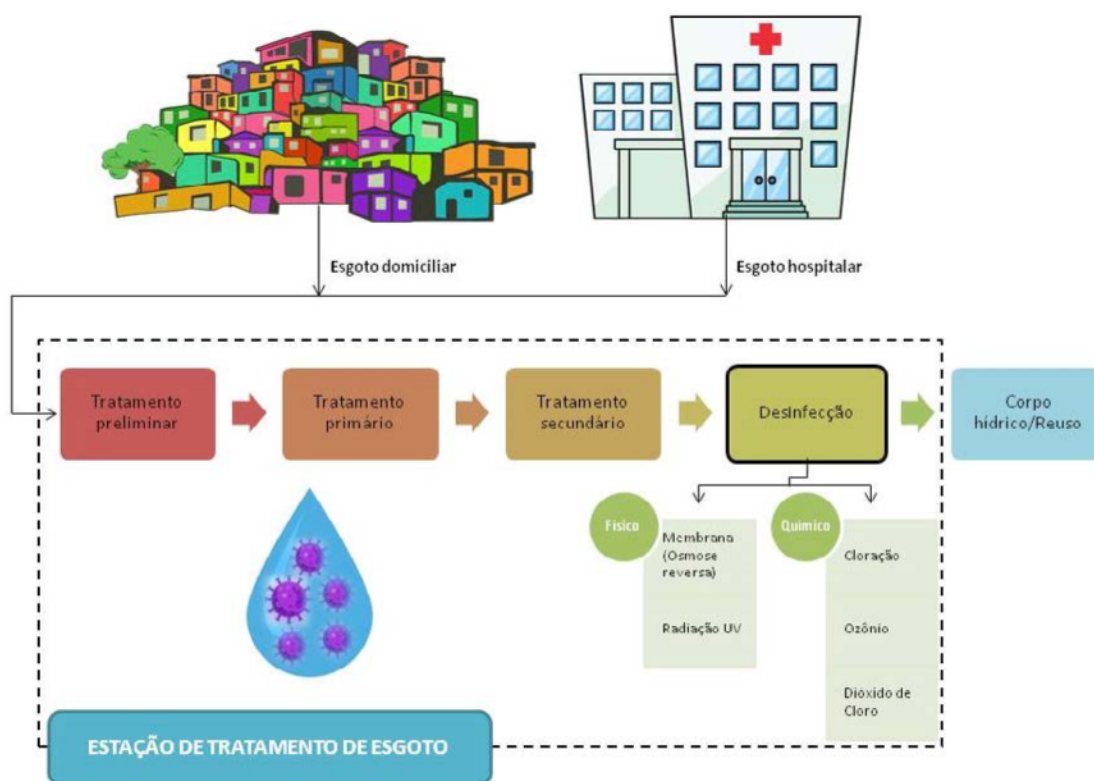 Esgoto domiciliar
Esgoto hospitalar
Tratamento
preliminar
Tratamento
primário
Tratamento
secundário
Desinfecção
Corpo
hídrico/Reuso
Físico
Membrana
(Osmose
reversa)
Radiação UV
Químico
Cloração
Ozônio
Dióxido de
Cloro
ESTAÇÃO DE TRATAMENTO DE ESGOTO